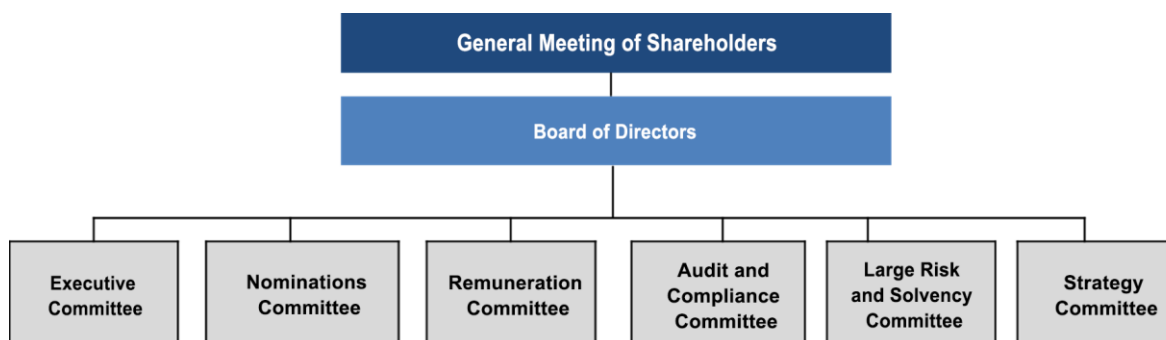 General Meeting of Shareholders
Board of Directors
Executive
Committee
Nominations
Committee
Remuneration
Committee
Audit and
Compliance
Committee
Large Risk
and Solvency
Committee
Strategy
Committee